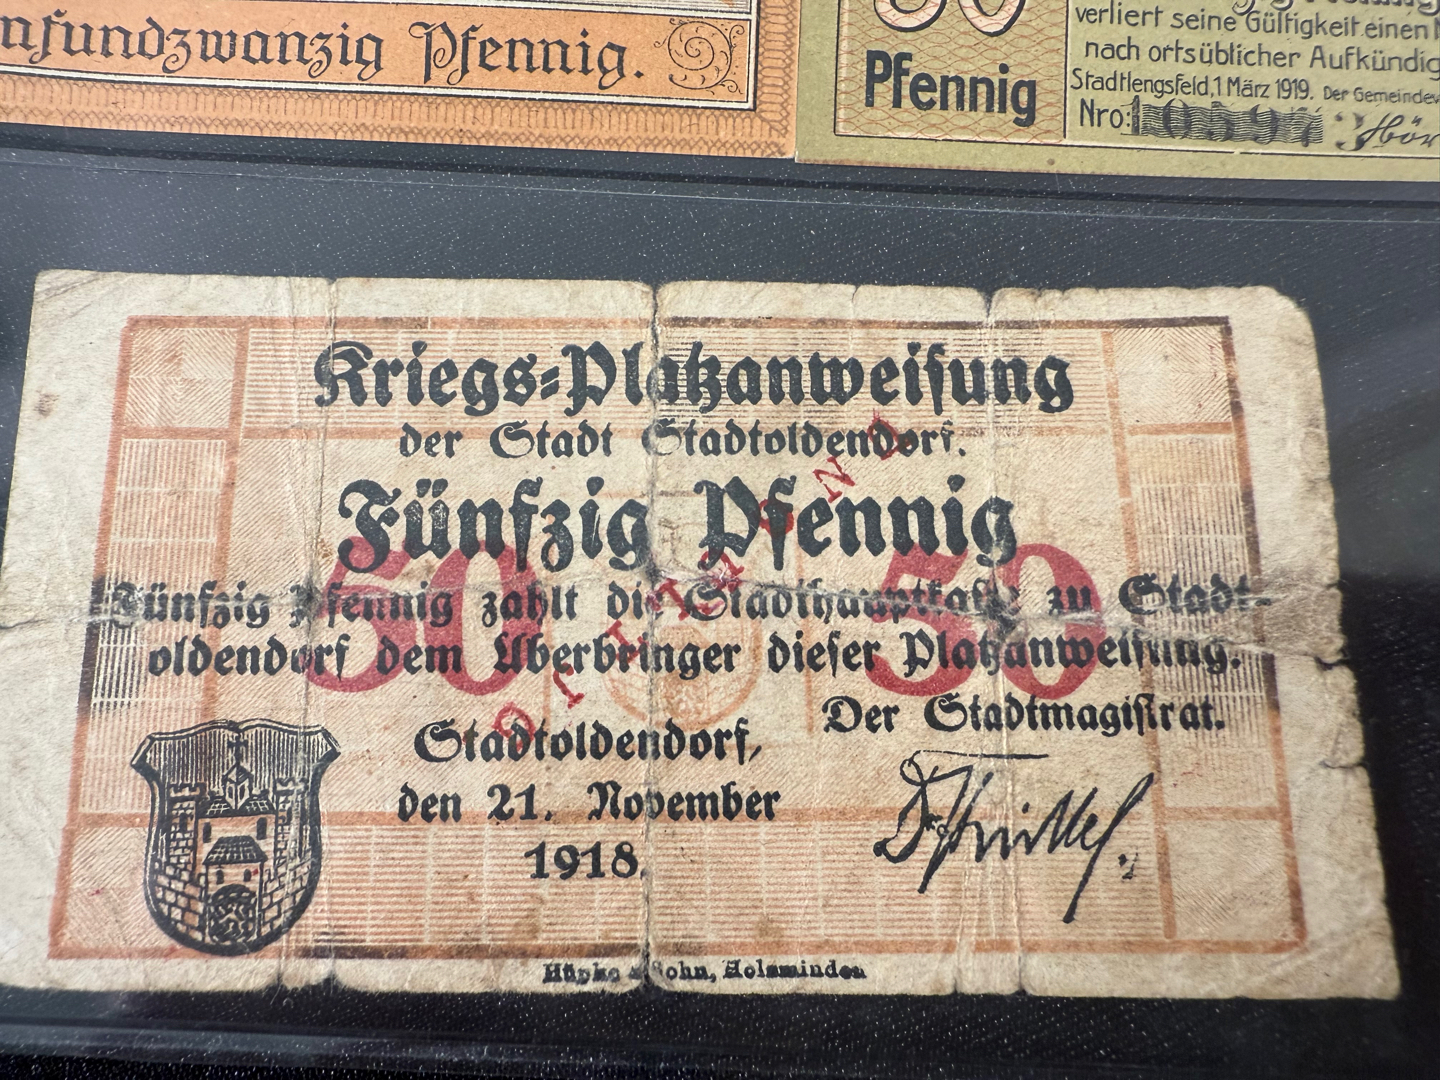 nfundzwanzig Pfennig.
50
Pfennig
verliert seine Gültigkeit einen
nach ortsüblicher Aufkündig
Stadtlengsfeld, 1 März 1919. Der Gemeindev
Nro: 10597
Kriegs=Platzanweisung
der Stadt Stadtoldendorf.
Fünfzig Pfennig
50 50
Fünfzig Pfennig zahlt die Stadthauptkasse zu Stadt-
oldendorf dem Überbringer dieser Platzanweisung.
Der Stadtmagistrat.
Stadtoldendorf,
den 21. November
1918.
Hüpke & Sohn, Holzminden